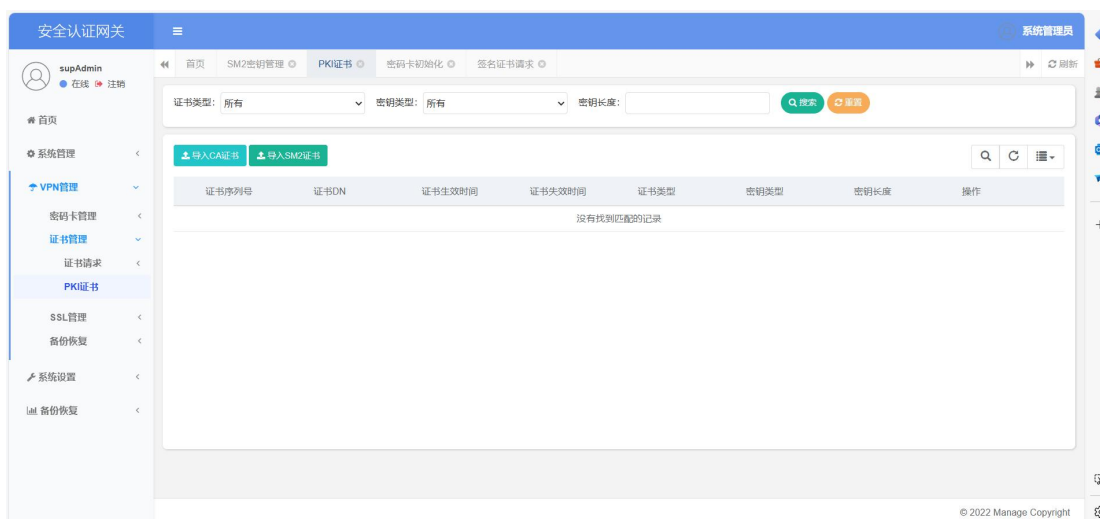 安全认证网关
系统管理员
supAdmin
在线 注销
首页 SM2密钥管理 PKI证书 密码卡初始化 签名证书请求 刷新
证书类型: 所有 密钥类型: 所有 密钥长度: 搜索 重置
首页
系统管理
导入CA证书 导入SM2证书
VPN管理
证书序列号 证书DN 证书生效时间 证书失效时间 证书类型 密钥类型 密钥长度 操作
没有找到匹配的记录
密码卡管理
证书管理
证书请求
PKI证书
SSL管理
备份恢复
系统设置
备份恢复
© 2022 Manage Copyright